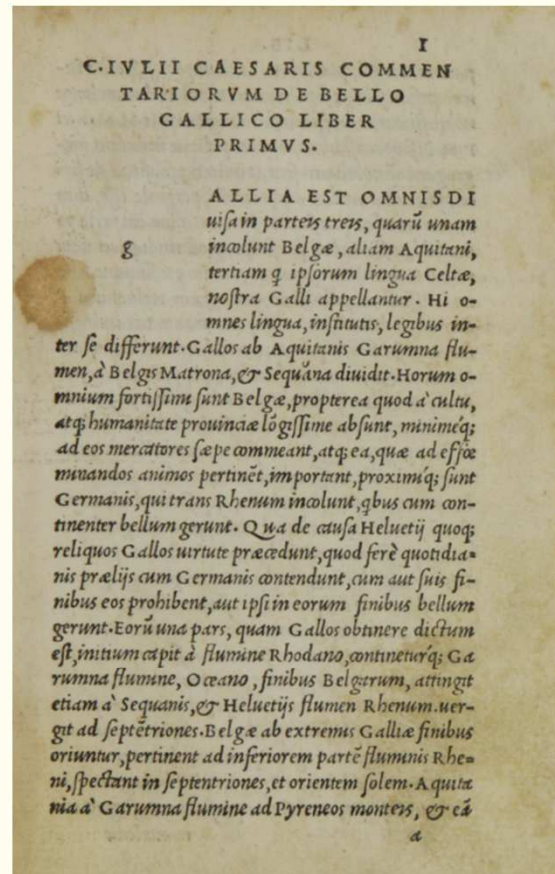 1
C. IVLII CAESARIS COMMEN
TARIORVM DE BELLO
GALLICO LIBER
PRIMVS.
ALLIA EST OMNIS DI
uiſa in parteis treis, quarū unam
g
incolunt Belgæ, aliam Aquitani,
tertiam q ipſorum lingua Celtæ,
noſtra Galli appellantur. Hi o-
mnes lingua, inſtitutis, legibus in-
ter ſe differunt. Gallos ab Aquitanis Garumna flu-
men, à Belgis Matrona, & Sequana diuidit. Horum o-
mnium fortiſſimi ſunt Belgæ, propterea quod à cultu,
atq; humanitate prouinciæ lōgiſſime abſunt, minimeq́;
ad eos mercatores ſæpe commeant, atq; ea, quæ ad effœ
minandos animos pertinēt, important, proximiq́; ſunt
Germanis, qui trans Rhenum incolunt, qbus cum con-
tinenter bellum gerunt. Qua de cauſa Heluetij quoq;
reliquos Gallos uirtute præcedunt, quod ferè quotidia-
nis prælijs cum Germanis contendunt, cum aut ſuis fi-
nibus eos prohibent, aut ipſi in eorum finibus bellum
gerunt. Eorū una pars, quam Gallos obtinere dictum
eſt, initium capit à flumine Rhodano, continetur'q; Ga
rumna flumine, Oceano, finibus Belgarum, attingit
etiam à Sequanis, & Heluetijs flumen Rhenum. uer-
git ad ſeptētriones. Belgæ ab extremis Galliæ finibus
oriuntur, pertinent ad inferiorem partē fluminis Rhe-
ni, ſpectant in ſeptentriones, et orientem ſolem. Aquita
nia à Garumna flumine ad Pyreneos monteis, & eā
a